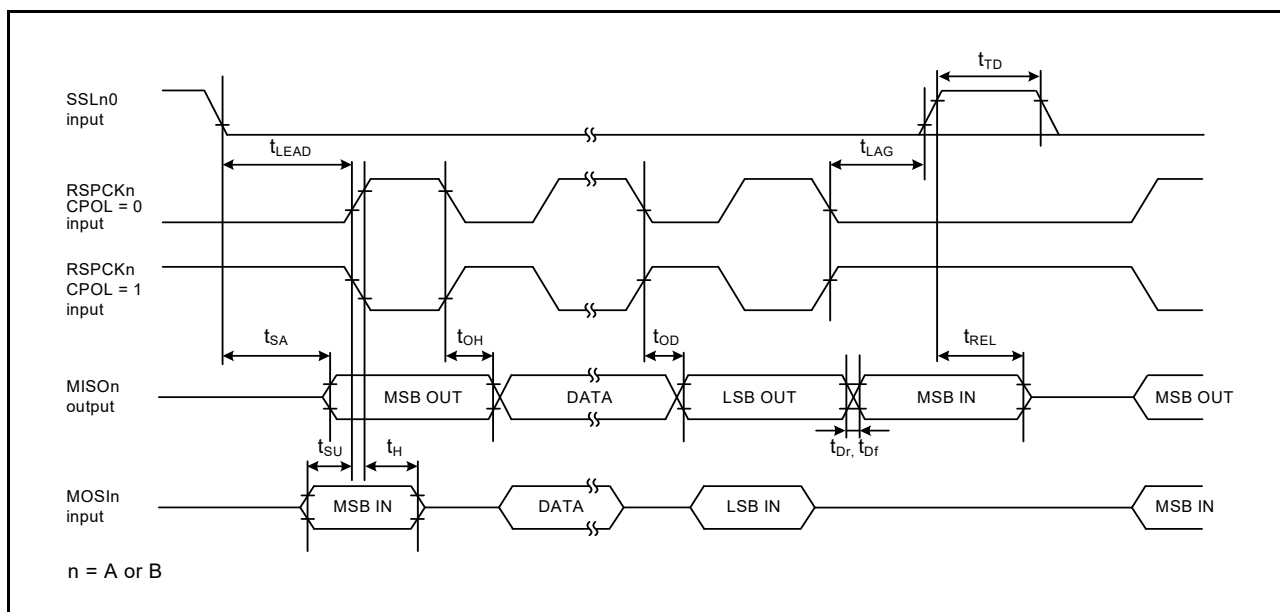 tTD
SSLn0
input
tLEAD
tLAG
RSPCKn
CPOL = 0
input
RSPCKn
CPOL = 1
input
tSA
tOH
tOD
tREL
MISOn
output
MSB OUT
DATA
LSB OUT
MSB IN
MSB OUT
tSU
tH
tDr, tDf
MOSIn
input
MSB IN
DATA
LSB IN
MSB IN
n = A or B